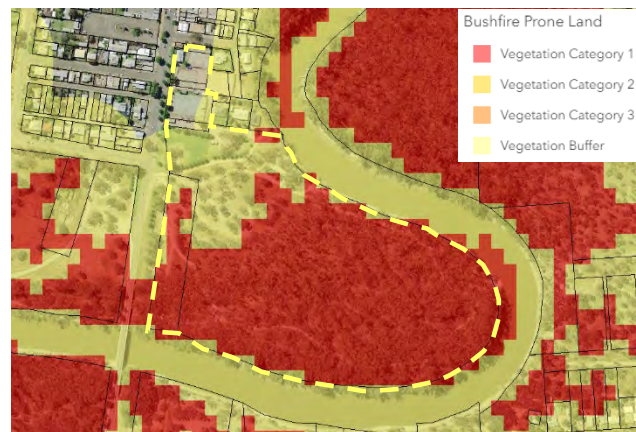 Bushfire Prone Land
Vegetation Category 1
Vegetation Category 2
Vegetation Category 3
Vegetation Buffer